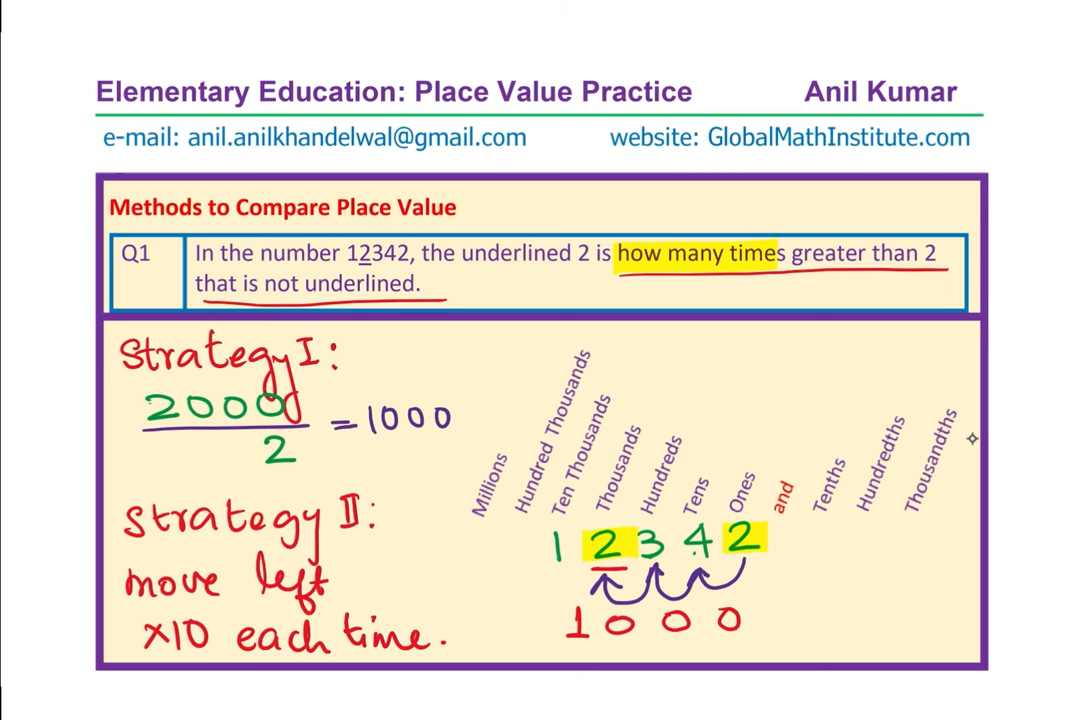 Elementary Education: Place Value Practice Anil Kumar
e-mail: anil.anilkhandelwal@gmail.com website: GlobalMathInstitute.com
Methods to Compare Place Value
Q1 In the number 12342, the underlined 2 is how many times greater than 2
that is not underlined.
Strategy I:
2000
2
=1000
Strategy II:
move left
×10 each time.
Millions
Hundred Thousands
Ten Thousands
Thousands
Hundreds
Tens
Ones
and
Tenths
Hundredths
Thousandths
1 2 3 4 2
1 0 0 0